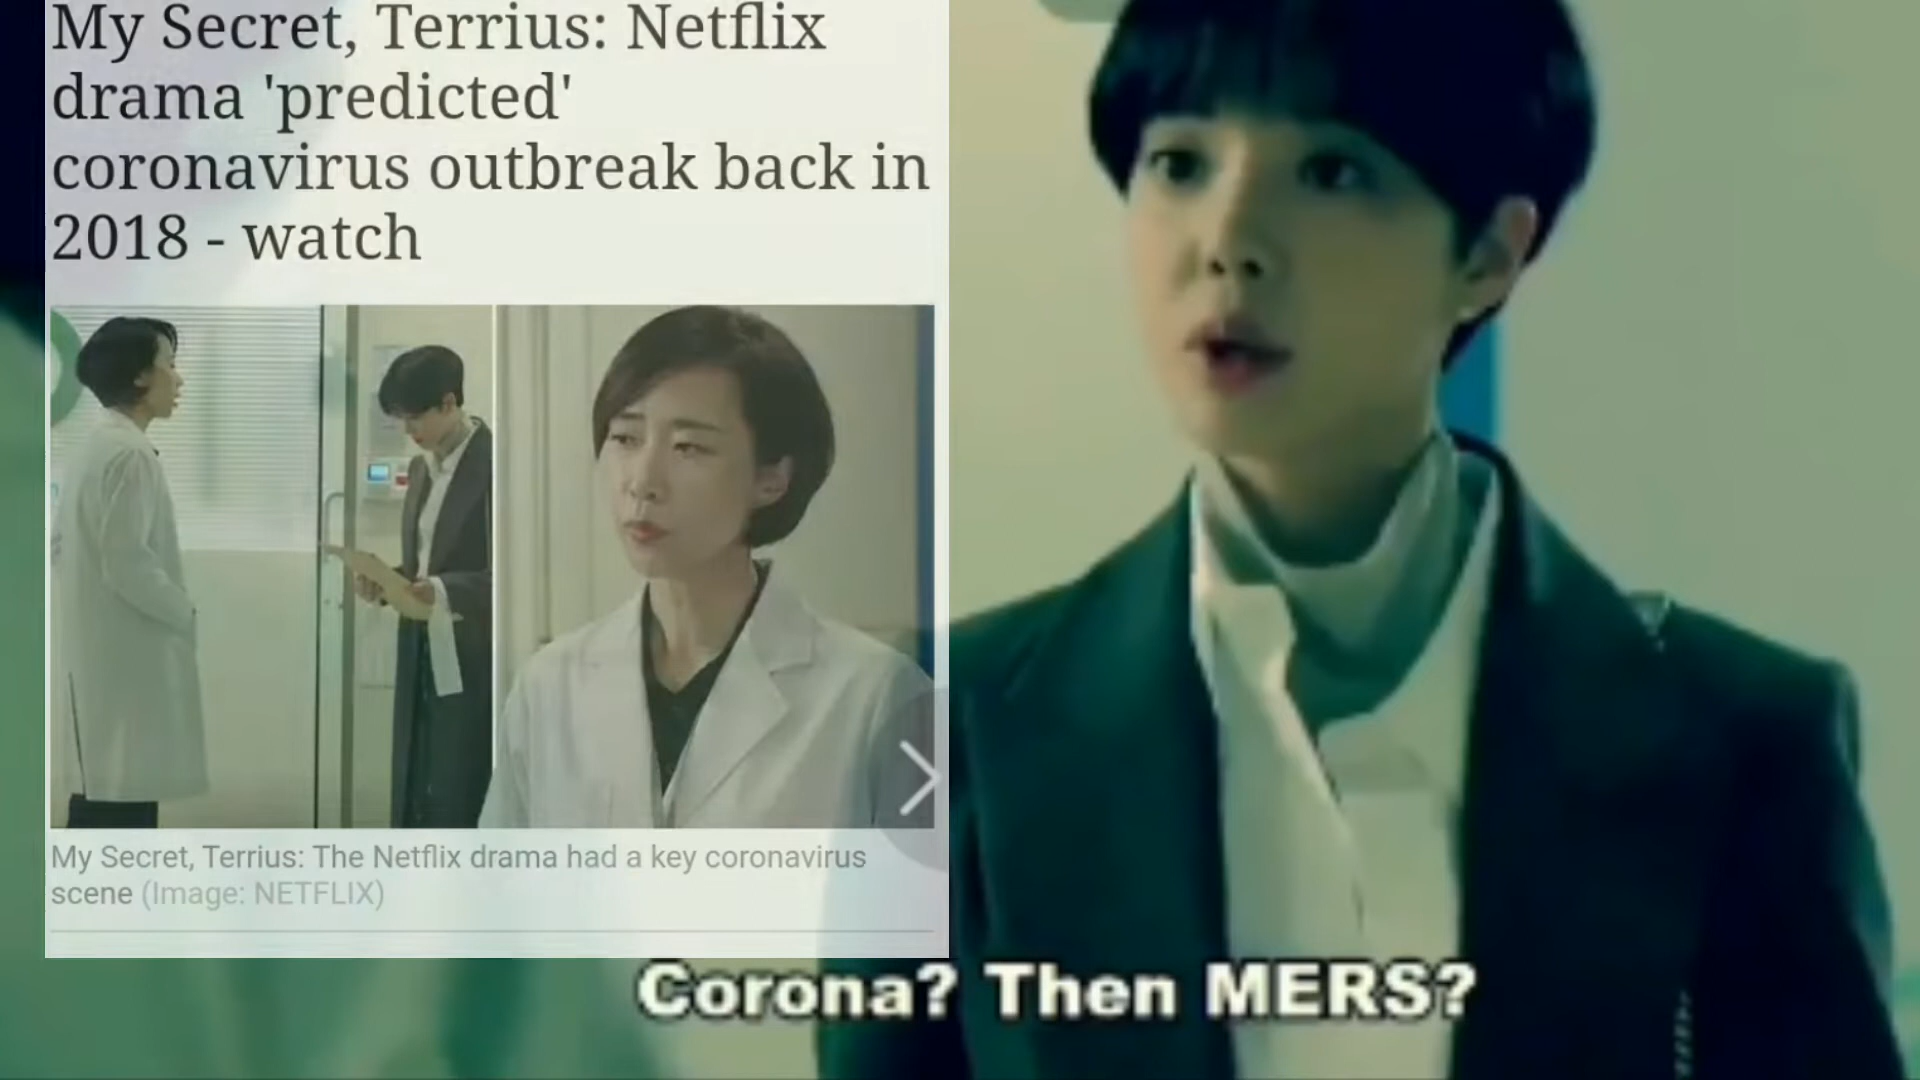 My Secret, Terrius: Netflix
drama 'predicted'
coronavirus outbreak back in
2018 - watch
My Secret, Terrius: The Netflix drama had a key coronavirus
scene (Image: NETFLIX)
Corona? Then MERS?